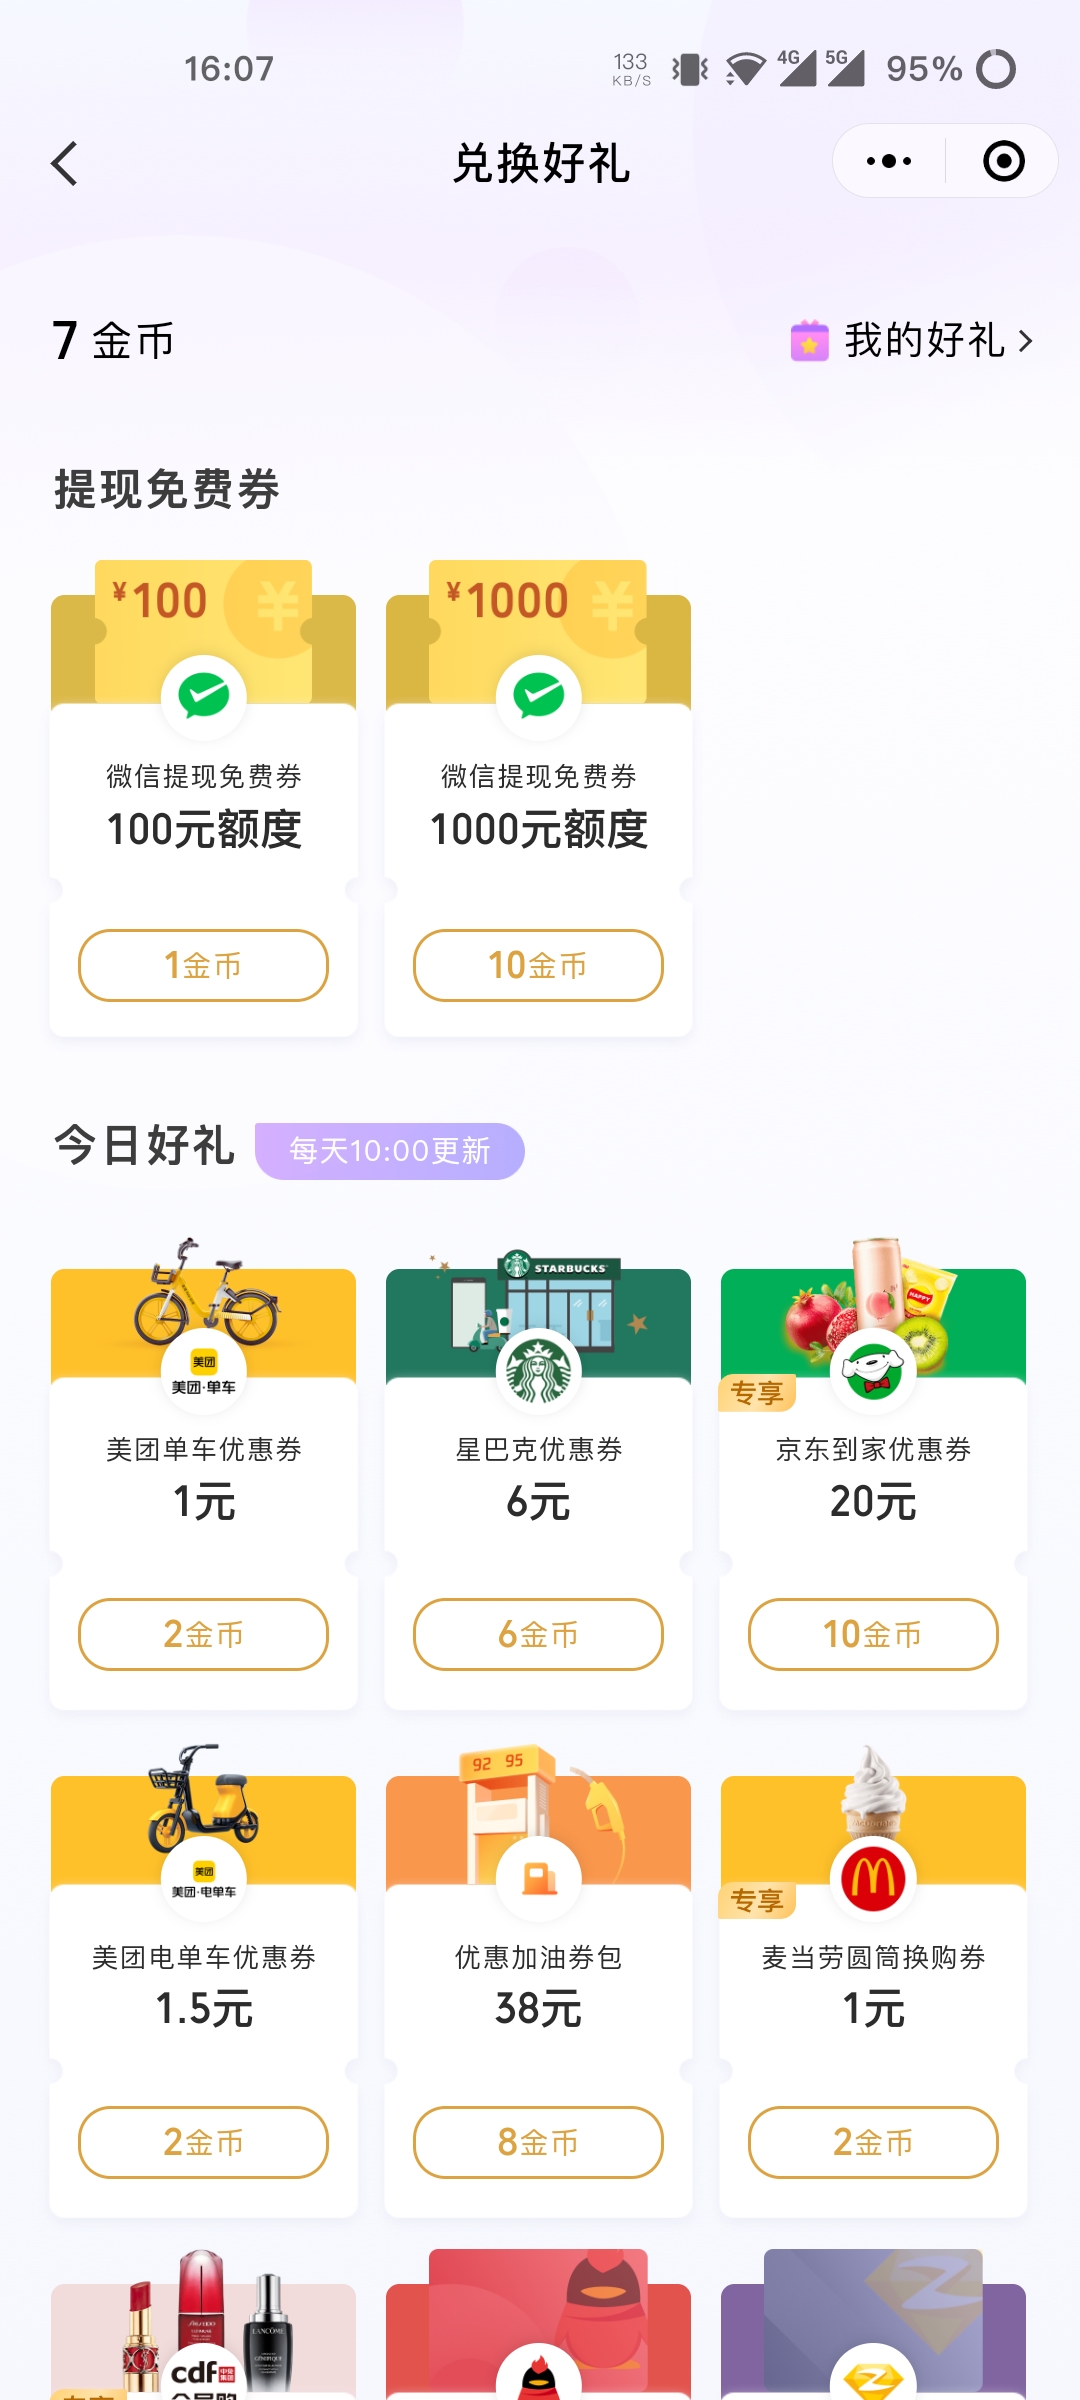 16:07
133
KB/S
4G
5G
95%
兑换好礼
7 金币
我的好礼
提现免费券
¥100
¥
¥1000
¥
微信提现免费券
100元额度
1金币
微信提现免费券
1000元额度
10金币
今日好礼
每天10:00更新
美团
美团·单车
美团单车优惠券
1元
2金币
STARBUCKS
星巴克优惠券
6元
6金币
HAPPY
专享
京东到家优惠券
20元
10金币
美团
美团·电单车
美团电单车优惠券
1.5元
2金币
92 95
优惠加油券包
38元
8金币
专享
麦当劳圆筒换购券
1元
2金币
SHISEIDO
LANCÔME
GÉNIFIQUE
cdf
专享